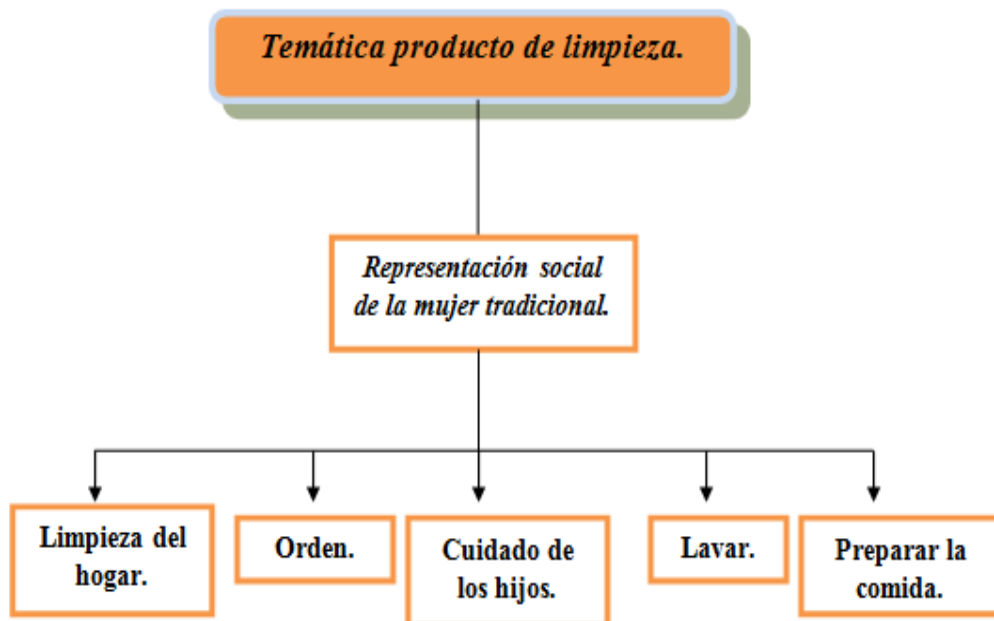 Temática producto de limpieza.
Representación social
de la mujer tradicional.
Limpieza del
hogar.
Orden.
Cuidado de
los hijos.
Lavar.
Preparar la
comida.